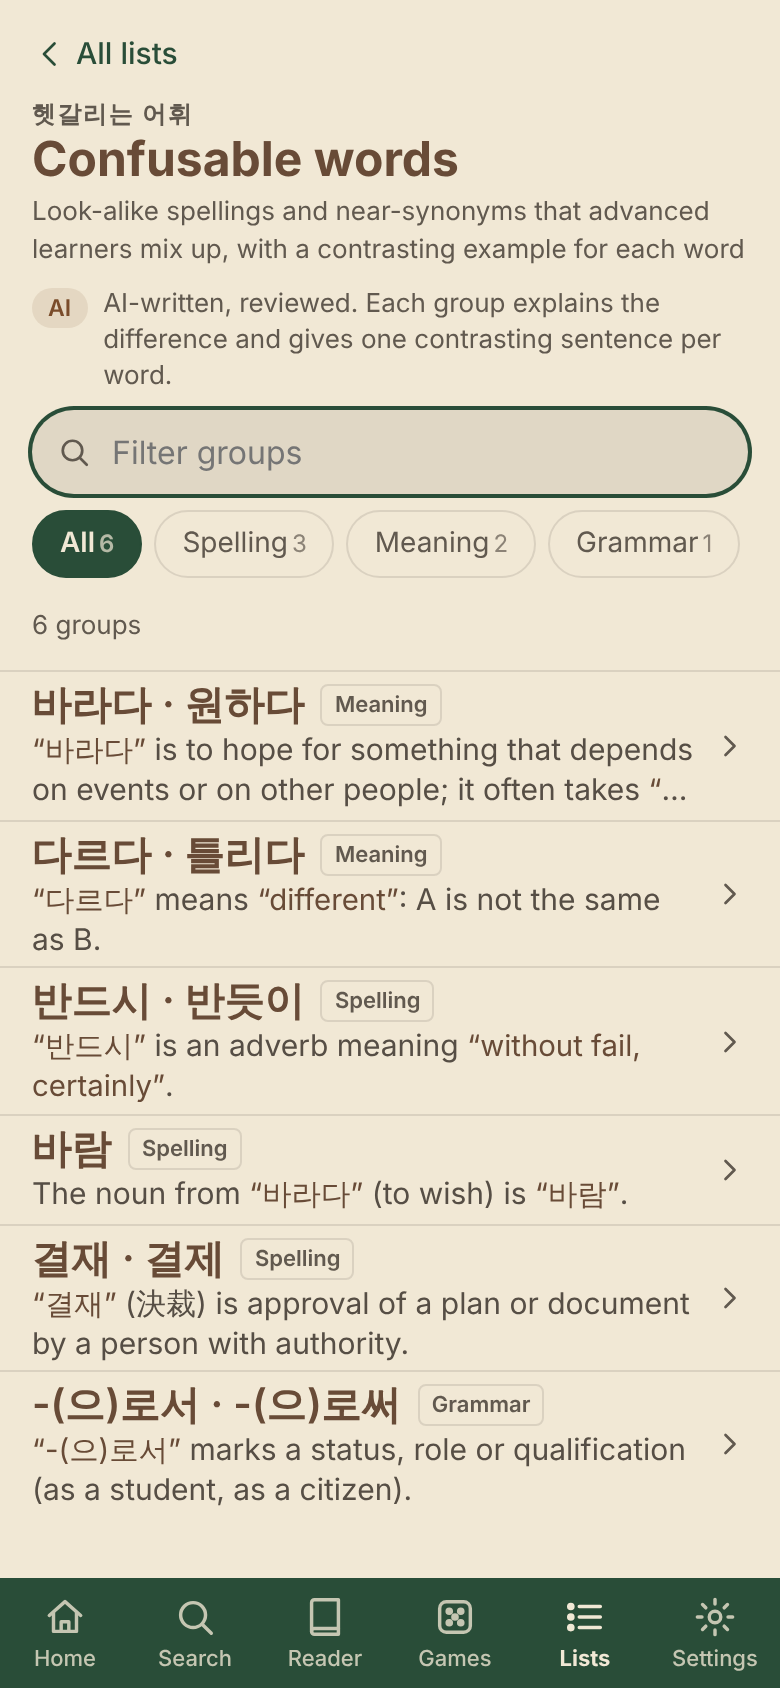 All lists
헷갈리는 어휘
Confusable words
Look-alike spellings and near-synonyms that advanced
learners mix up, with a contrasting example for each word
AI
AI-written, reviewed. Each group explains the
difference and gives one contrasting sentence per
word.
Filter groups
All 6 Spelling 3 Meaning 2 Grammar 1
6 groups
바라다 · 원하다 Meaning
“바라다” is to hope for something that depends
on events or on other people; it often takes “…
다르다 · 틀리다 Meaning
“다르다” means “different”: A is not the same
as B.
반드시 · 반듯이 Spelling
“반드시” is an adverb meaning “without fail,
certainly”.
바람 Spelling
The noun from “바라다” (to wish) is “바람”.
결재 · 결제 Spelling
“결재” (決裁) is approval of a plan or document
by a person with authority.
-(으)로서 · -(으)로써 Grammar
“-(으)로서” marks a status, role or qualification
(as a student, as a citizen).
Home Search Reader Games Lists Settings